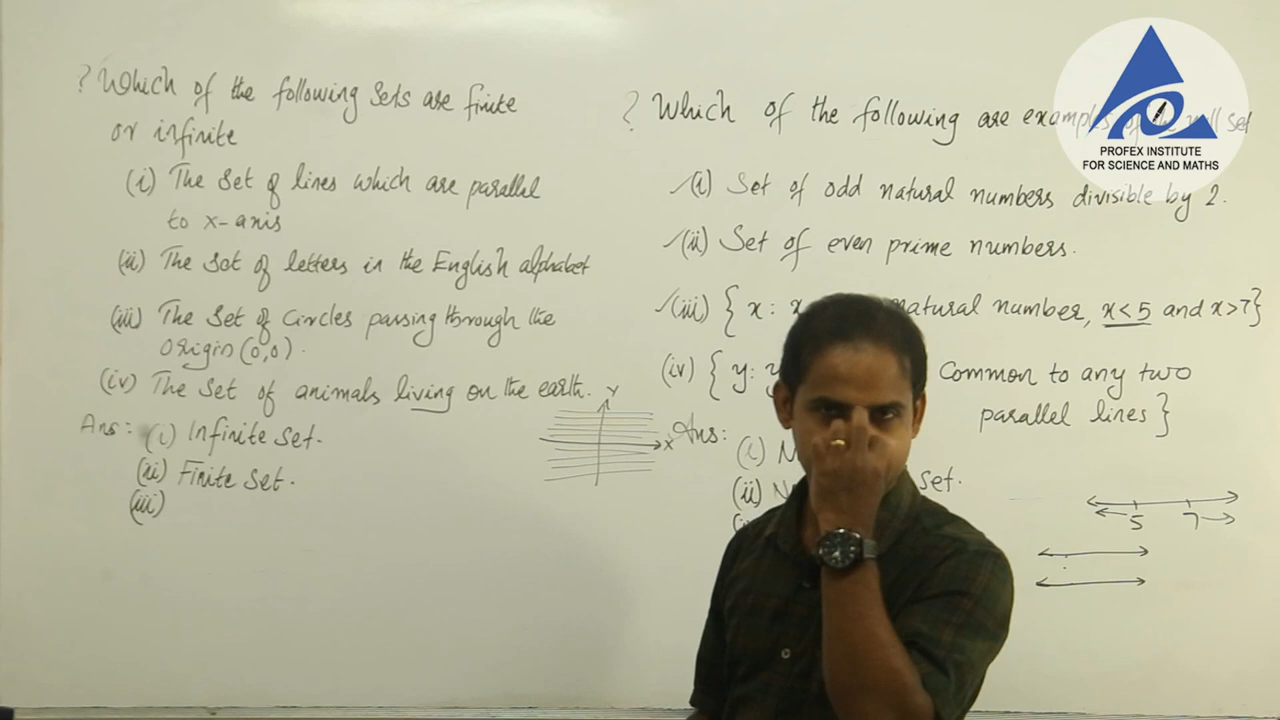 ? Which of the following sets are finite
or infinite
(i) The set of lines which are parallel
to x-axis
(ii) The set of letters in the English alphabet
(iii) The set of circles passing through the
origin (0,0).
(iv) The set of animals living on the earth.
Ans: (i) Infinite set.
(ii) Finite set.
(iii)
Y
X
? Which of the following are examples of the null set
(i) Set of odd natural numbers divisible by 2.
(ii) Set of even prime numbers.
(iii) { x: x natural number, x<5 and x>7}
(iv) { y: y common to any two
parallel lines }
Ans:
(i) N
(ii) set.
5 7
PROFEX INSTITUTE
FOR SCIENCE AND MATHS